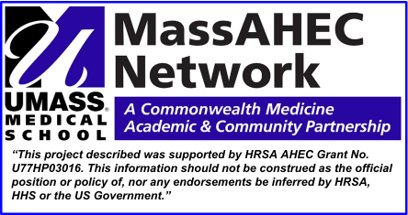 MassAHEC
Network
UMASS®
MEDICAL
SCHOOL
A Commonwealth Medicine
Academic & Community Partnership
“This project described was supported by HRSA AHEC Grant No.
U77HP03016. This information should not be construed as the official
position or policy of, nor any endorsements be inferred by HRSA,
HHS or the US Government.”